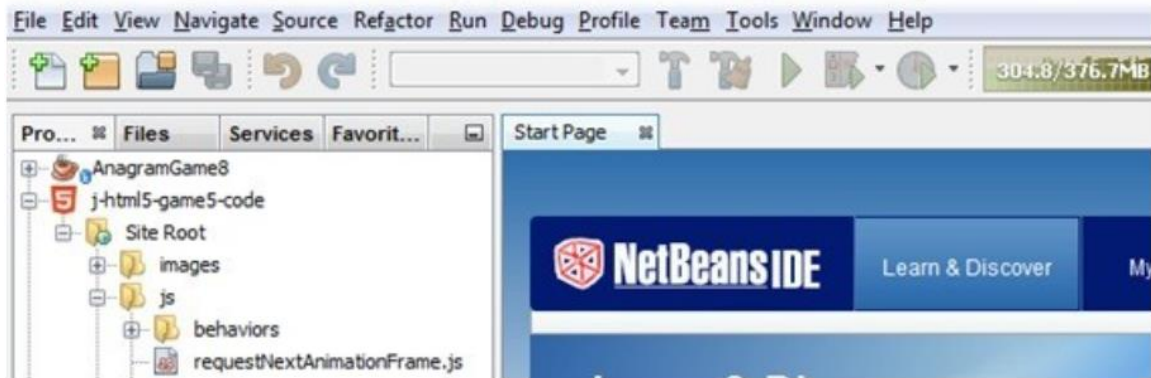 File Edit View Navigate Source Refactor Run Debug Profile Team Tools Window Help
304.8/376.7MB
Pro... Files Services Favorit...
Start Page
AnagramGame8
j-html5-game5-code
Site Root
images
js
behaviors
requestNextAnimationFrame.js
NetBeans IDE
Learn & Discover
My